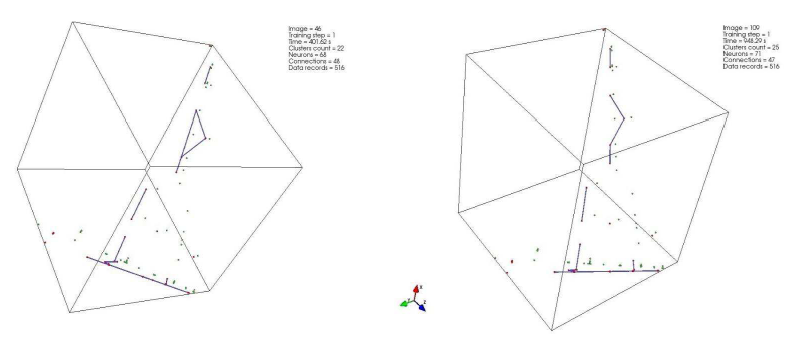 Image = 46
Training step = 1
Time = 401.62 s
Clusters count = 22
Neurons = 68
Connections = 48
Data records = 516
Image = 109
Training step = 1
Time = 948.29 s
Clusters count = 25
Neurons = 71
Connections = 47
Data records = 516
X
Y
Z